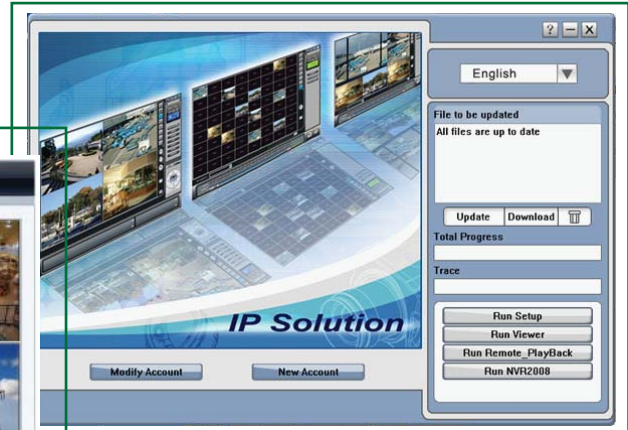 ?
English
File to be updated
All files are up to date
Update Download
Total Progress
Trace
IP Solution
Run Setup
Run Viewer
Run Remote_PlayBack
Run NVR2008
Modify Account New Account